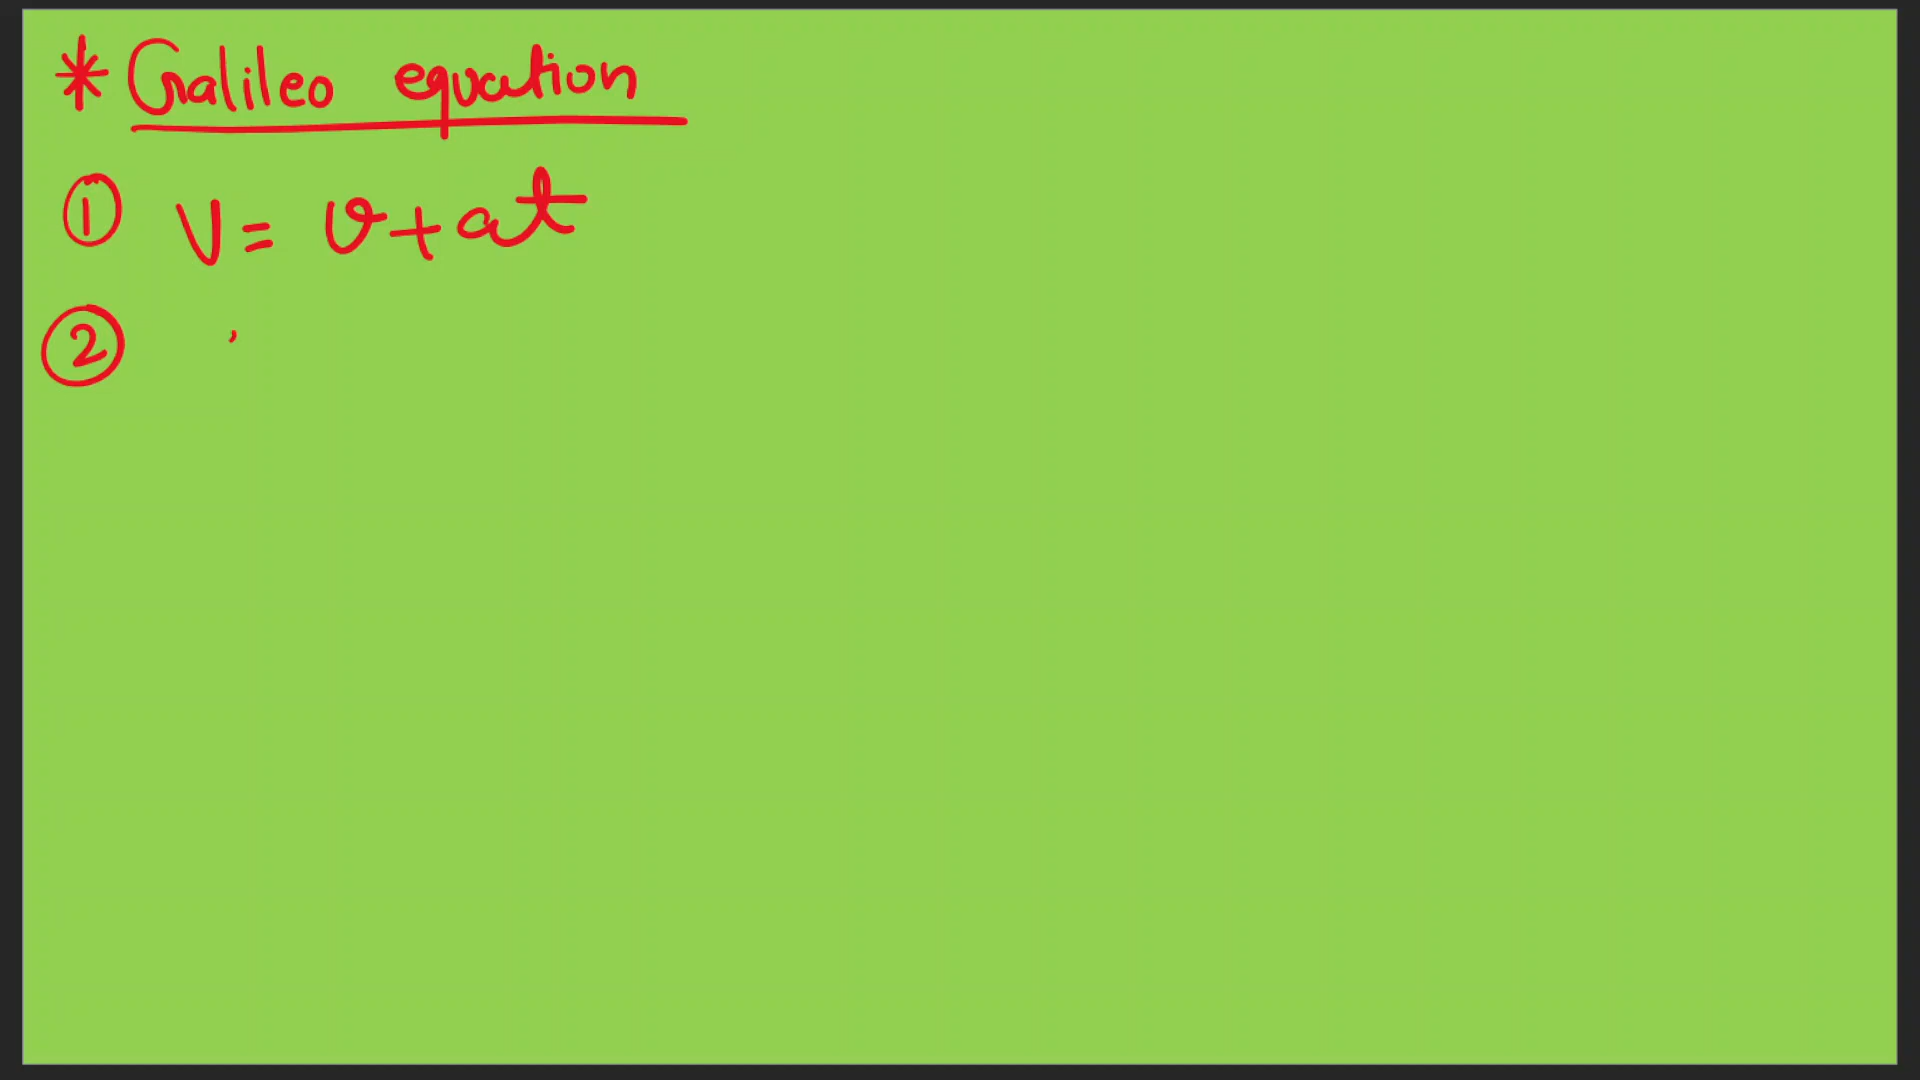 * Galileo equation
① V = v + at
②